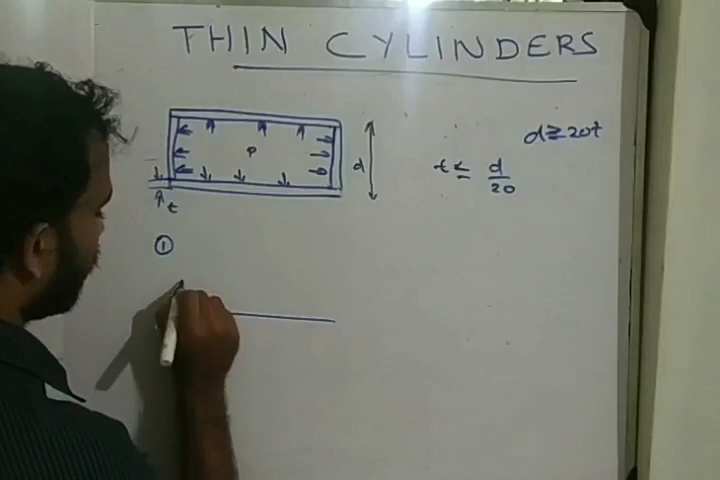 THIN CYLINDERS
d ≥ 20t
P
d
t ≤ d/20
t
①